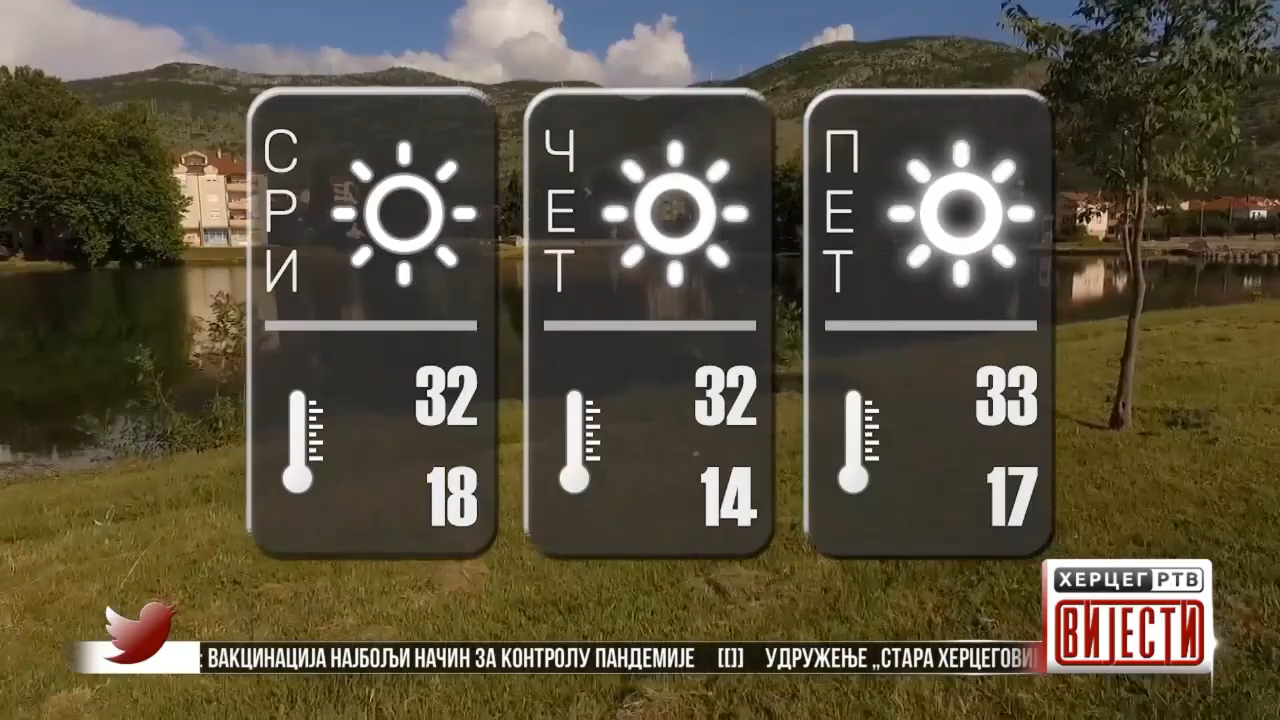 СРИ
32
18
ЧЕТ
32
14
ПЕТ
33
17
ХЕРЦЕГ РТВ
ВИЈЕСТИ
: ВАКЦИНАЦИЈА НАЈБОЉИ НАЧИН ЗА КОНТРОЛУ ПАНДЕМИЈЕ [[]] УДРУЖЕЊЕ „СТАРА ХЕРЦЕГОВИ